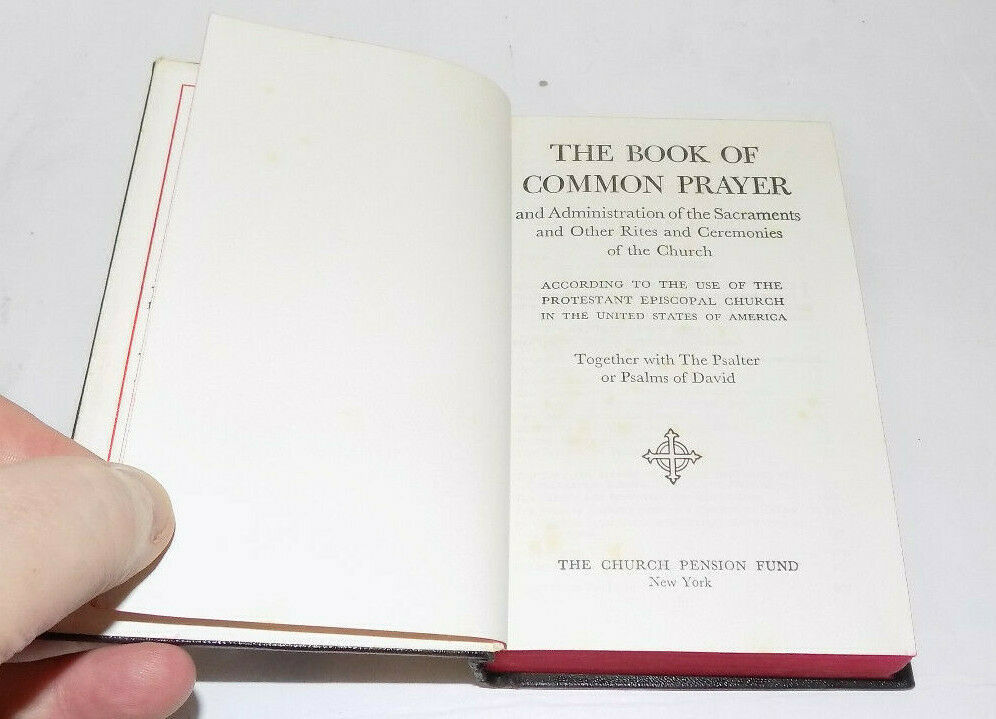 THE BOOK OF
COMMON PRAYER
and Administration of the Sacraments
and Other Rites and Ceremonies
of the Church
ACCORDING TO THE USE OF THE
PROTESTANT EPISCOPAL CHURCH
IN THE UNITED STATES OF AMERICA
Together with The Psalter
or Psalms of David
THE CHURCH PENSION FUND
New York